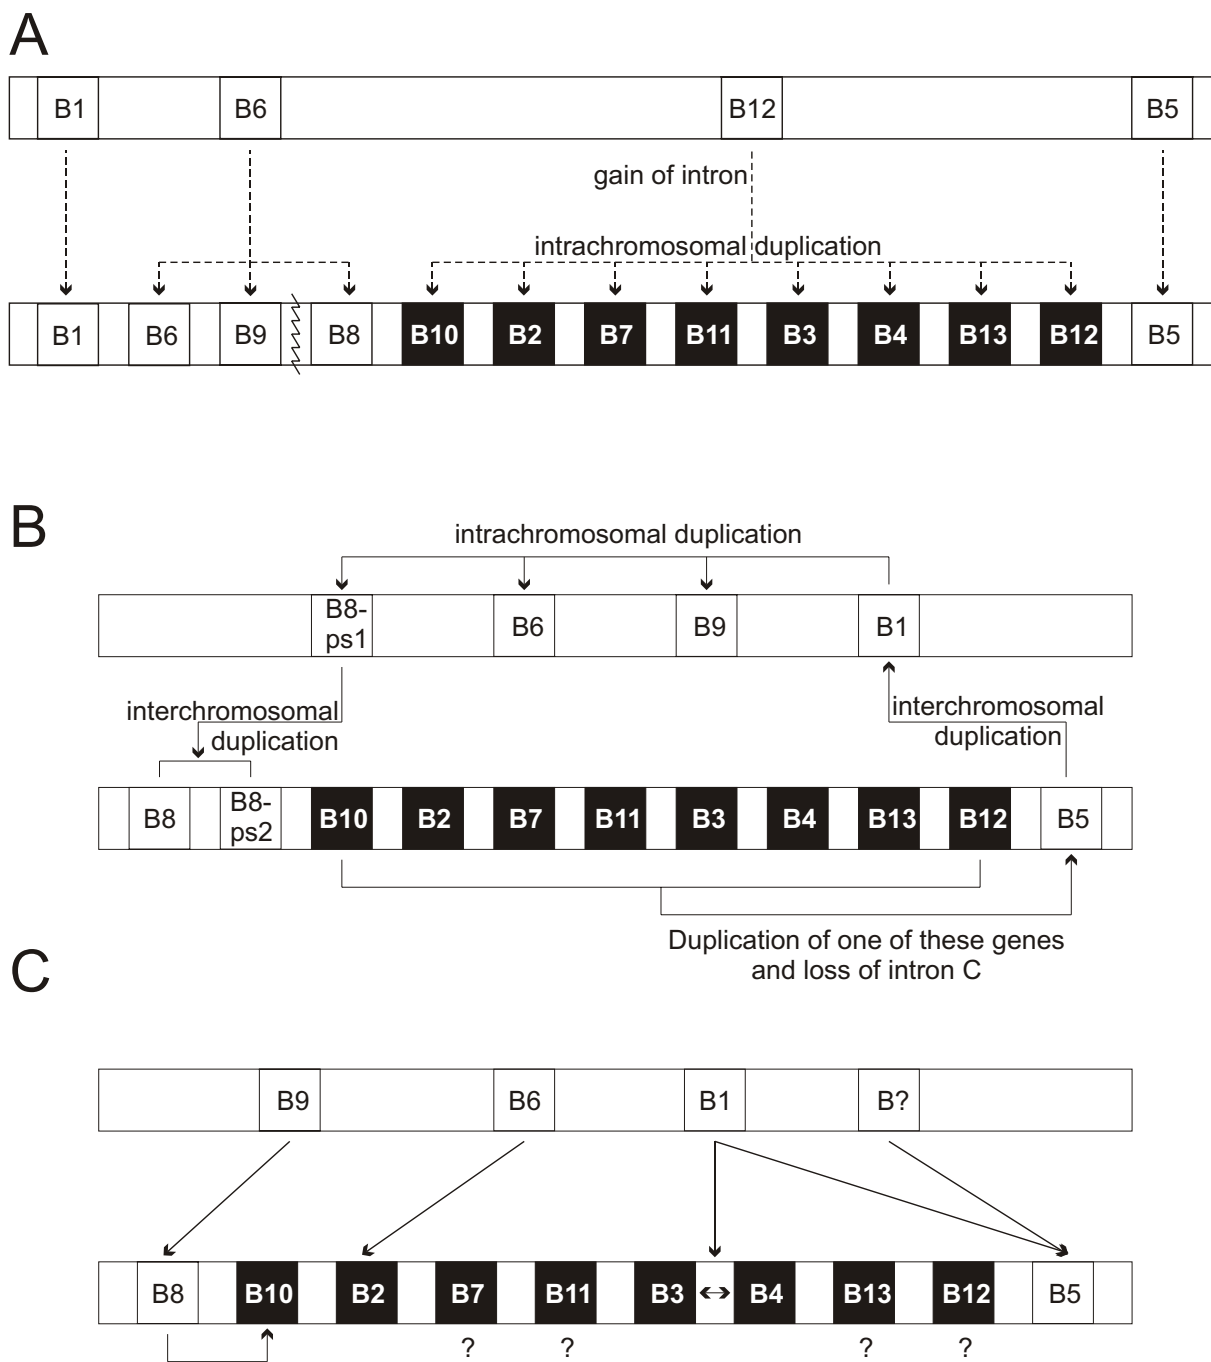 A
B1 B6 B12 B5
gain of intron
intrachromosomal duplication
B1 B6 B9 B8 B10 B2 B7 B11 B3 B4 B13 B12 B5
B
intrachromosomal duplication
B8-
ps1 B6 B9 B1
interchromosomal
duplication
interchromosomal
duplication
B8 B8-
ps2 B10 B2 B7 B11 B3 B4 B13 B12 B5
Duplication of one of these genes
and loss of intron C
C
B9 B6 B1 B?
B8 B10 B2 B7 B11 B3 B4 B13 B12 B5
? ? ? ?